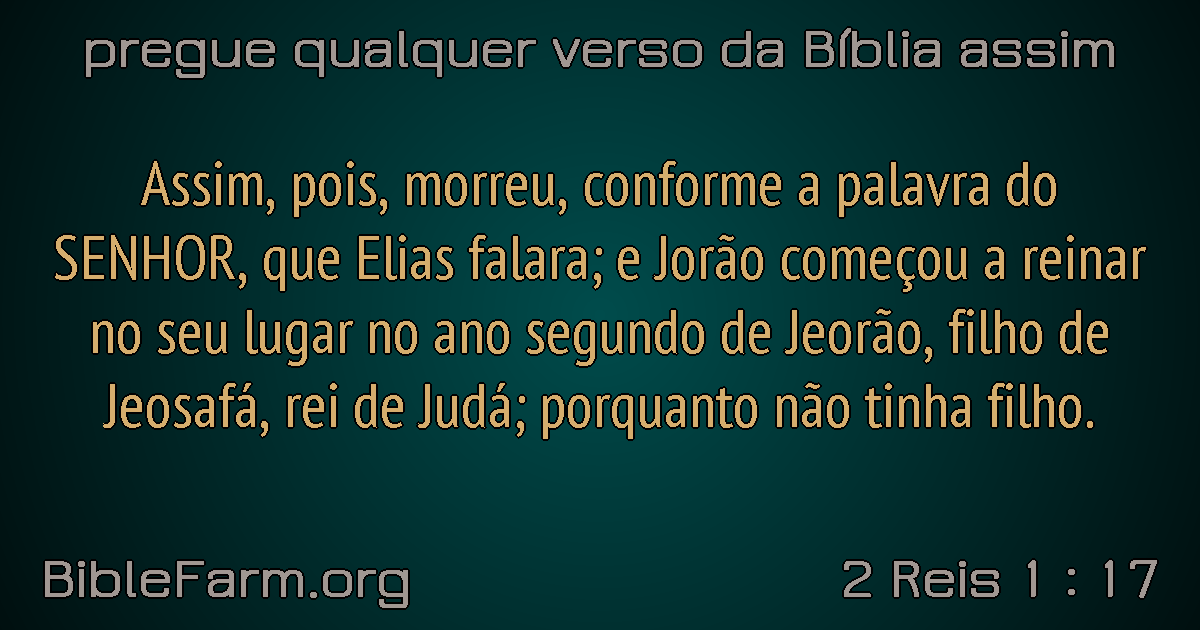 pregue qualquer verso da Bíblia assim
Assim, pois, morreu, conforme a palavra do
SENHOR, que Elias falara; e Jorão começou a reinar
no seu lugar no ano segundo de Jeorão, filho de
Jeosafá, rei de Judá; porquanto não tinha filho.
BibleFarm.org
2 Reis 1 : 17